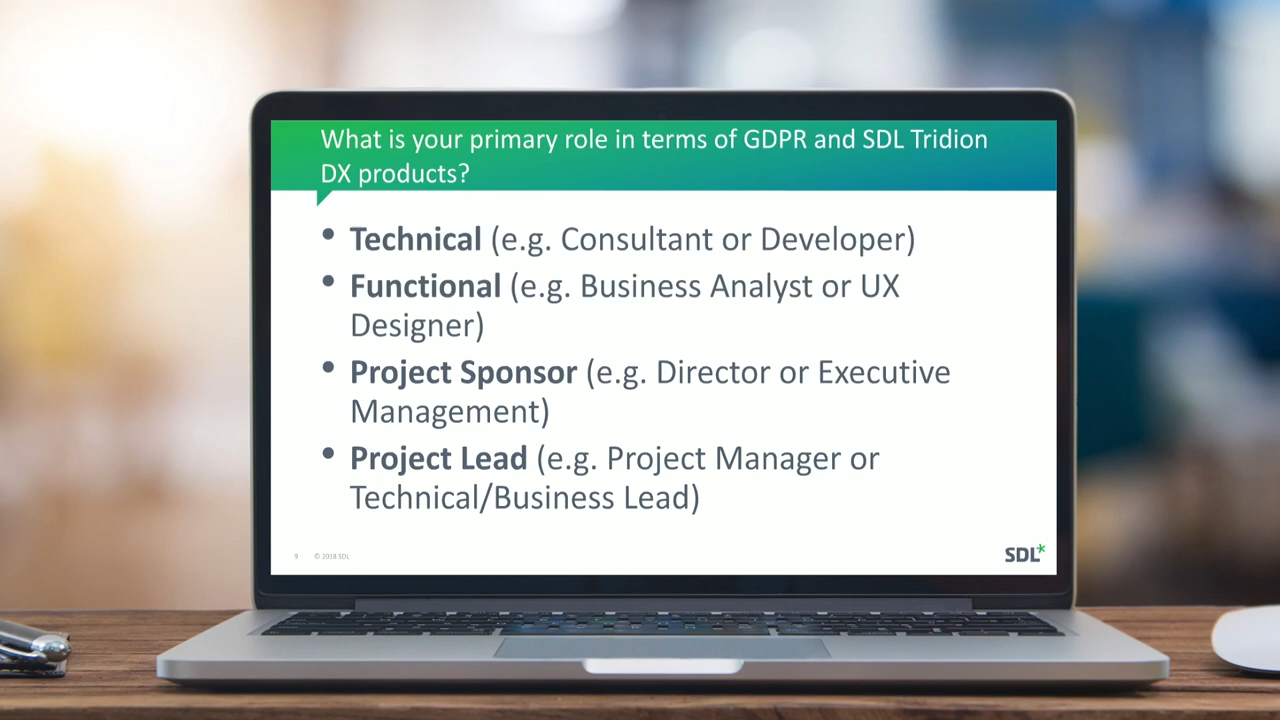 What is your primary role in terms of GDPR and SDL Tridion
DX products?
• Technical (e.g. Consultant or Developer)
• Functional (e.g. Business Analyst or UX
Designer)
• Project Sponsor (e.g. Director or Executive
Management)
• Project Lead (e.g. Project Manager or
Technical/Business Lead)
9 © 2018 SDL
SDL*